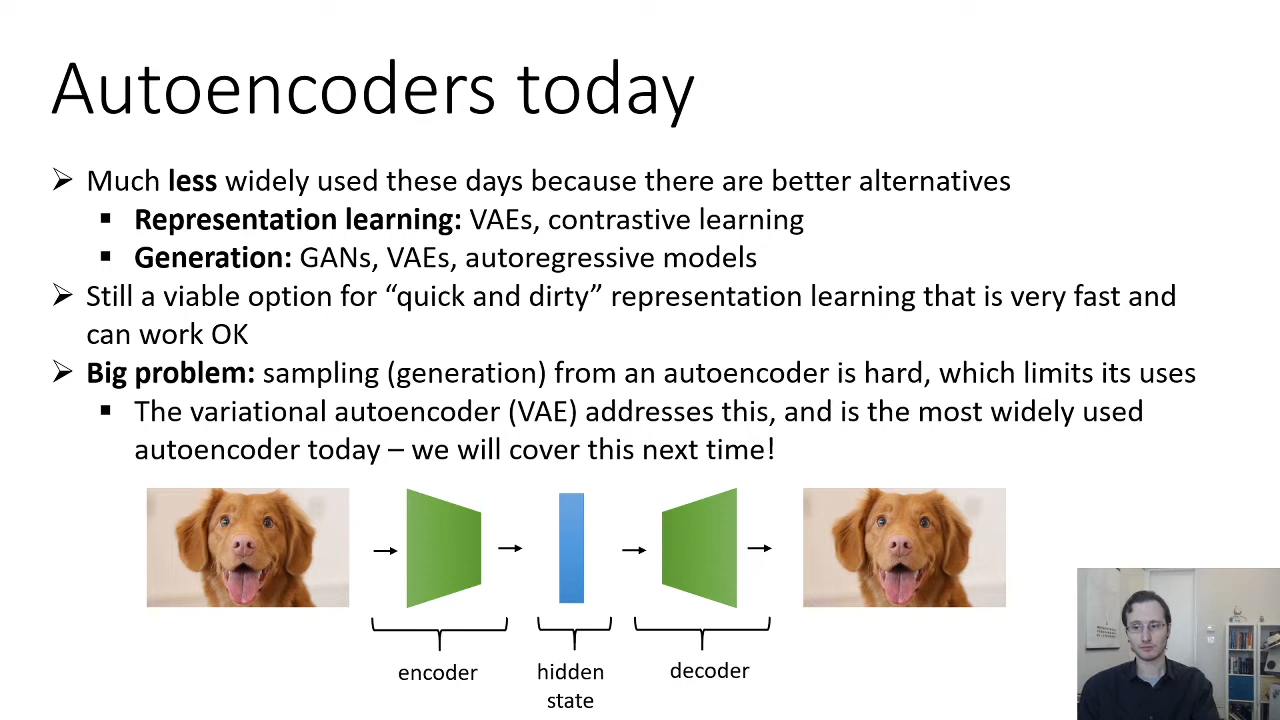 Autoencoders today
Much less widely used these days because there are better alternatives
Representation learning: VAEs, contrastive learning
Generation: GANs, VAEs, autoregressive models
Still a viable option for “quick and dirty” representation learning that is very fast and
can work OK
Big problem: sampling (generation) from an autoencoder is hard, which limits its uses
The variational autoencoder (VAE) addresses this, and is the most widely used
autoencoder today – we will cover this next time!
encoder
hidden
state
decoder